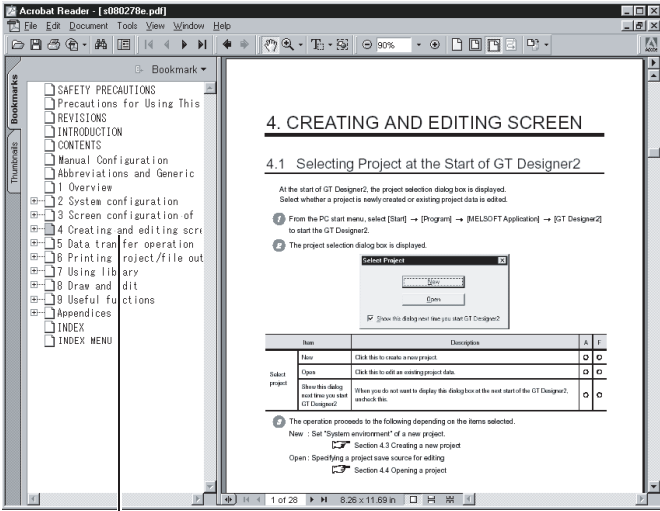 Acrobat Reader - [s080278e.pdf]
File Edit Document Tools View Window Help
90%
Bookmark
Bookmarks
Thumbnails
SAFETY PRECAUTIONS
Precautions for Using This
REVISIONS
INTRODUCTION
CONTENTS
Manual Configuration
Abbreviations and Generic
1 Overview
2 System configuration
3 Screen configuration of
4 Creating and editing scre
5 Data transfer operation
6 Printing project/file out
7 Using library
8 Draw and edit
9 Useful functions
Appendices
INDEX
INDEX MENU
4. CREATING AND EDITING SCREEN
4.1 Selecting Project at the Start of GT Designer2
At the start of GT Designer2, the project selection dialog box is displayed.
Select whether a project is newly created or existing project data is edited.
1 From the PC start menu, select [Start] → [Program] → [MELSOFT Application] → [GT Designer2]
to start the GT Designer2.
2 The project selection dialog box is displayed.
Select Project
New
Open
Show this dialog next time you start GT Designer2
Item Description A F
Select project
New Click this to create a new project. O O
Open Click this to edit an existing project data. O O
Show this dialog
next time you start
GT Designer2
When you do not want to display this dialog box at the next start of the GT Designer2,
uncheck this. O O
3 The operation proceeds to the following depending on the items selected.
New : Set "System environment" of a new project.
Section 4.3 Creating a new project
Open : Specifying a project save source for editing
Section 4.4 Opening a project
1 of 28 8.26 x 11.69 in